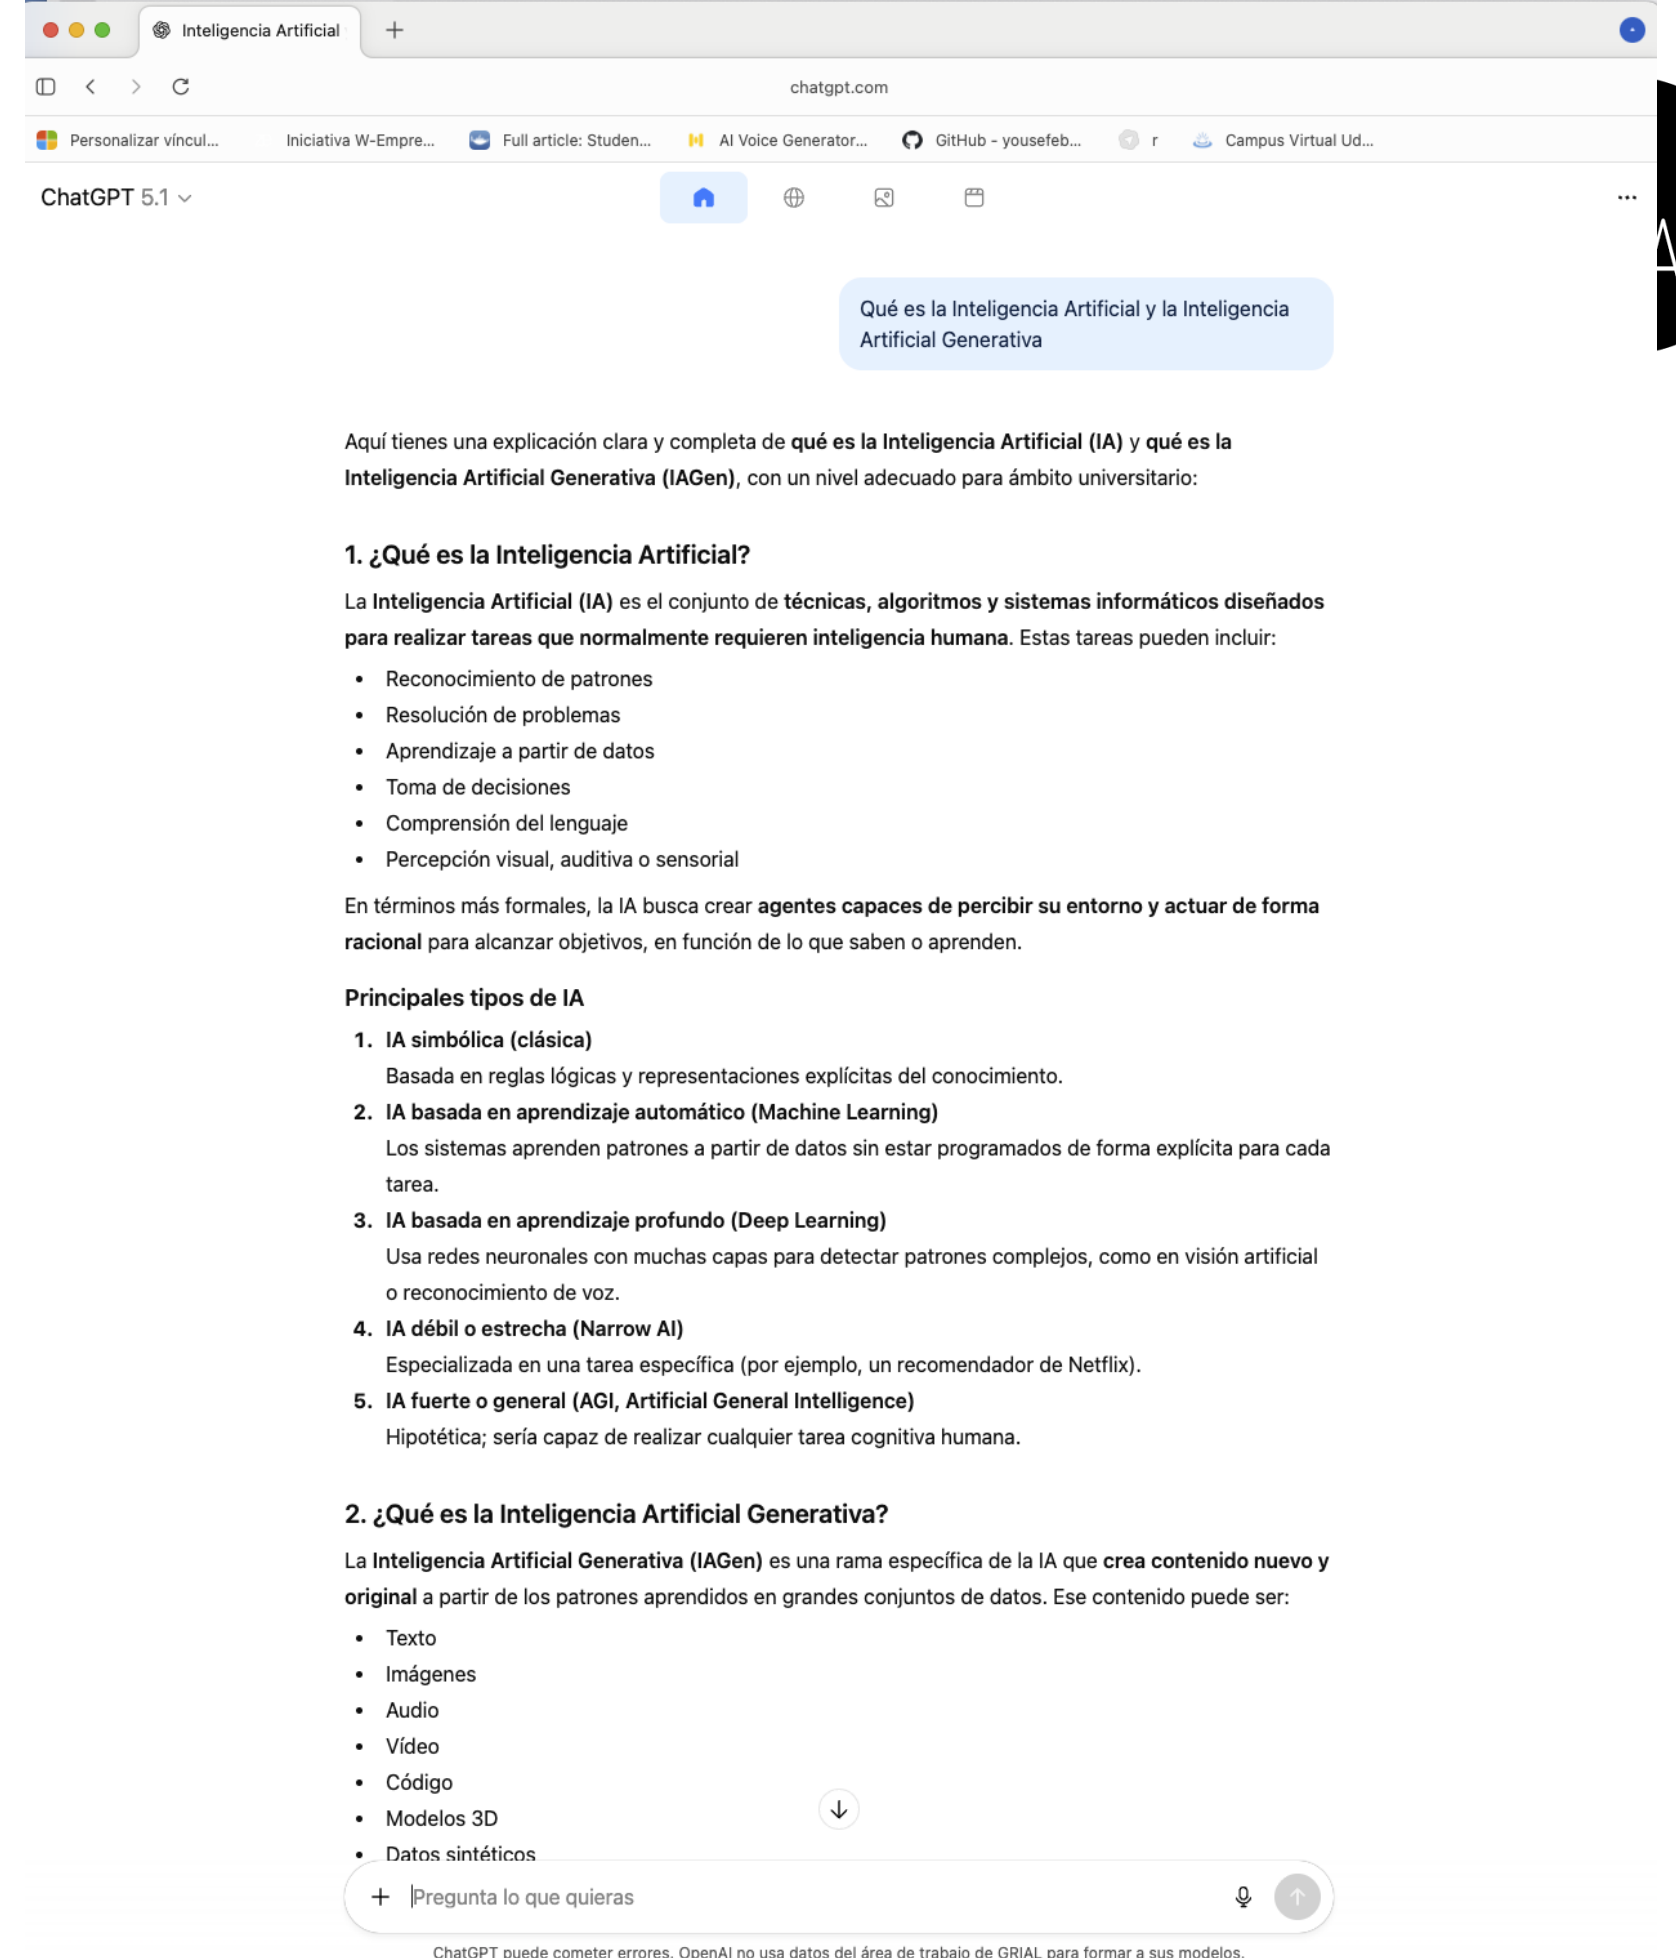 Inteligencia Artificial
chatgpt.com
Personalizar víncul... Iniciativa W-Empre... Full article: Studen... AI Voice Generator... GitHub - yousefeb... r Campus Virtual Ud...
ChatGPT 5.1
Qué es la Inteligencia Artificial y la Inteligencia
Artificial Generativa
Aquí tienes una explicación clara y completa de qué es la Inteligencia Artificial (IA) y qué es la
Inteligencia Artificial Generativa (IAGen), con un nivel adecuado para ámbito universitario:
1. ¿Qué es la Inteligencia Artificial?
La Inteligencia Artificial (IA) es el conjunto de técnicas, algoritmos y sistemas informáticos diseñados
para realizar tareas que normalmente requieren inteligencia humana. Estas tareas pueden incluir:
• Reconocimiento de patrones
• Resolución de problemas
• Aprendizaje a partir de datos
• Toma de decisiones
• Comprensión del lenguaje
• Percepción visual, auditiva o sensorial
En términos más formales, la IA busca crear agentes capaces de percibir su entorno y actuar de forma
racional para alcanzar objetivos, en función de lo que saben o aprenden.
Principales tipos de IA
1. IA simbólica (clásica)
Basada en reglas lógicas y representaciones explícitas del conocimiento.
2. IA basada en aprendizaje automático (Machine Learning)
Los sistemas aprenden patrones a partir de datos sin estar programados de forma explícita para cada
tarea.
3. IA basada en aprendizaje profundo (Deep Learning)
Usa redes neuronales con muchas capas para detectar patrones complejos, como en visión artificial
o reconocimiento de voz.
4. IA débil o estrecha (Narrow AI)
Especializada en una tarea específica (por ejemplo, un recomendador de Netflix).
5. IA fuerte o general (AGI, Artificial General Intelligence)
Hipotética; sería capaz de realizar cualquier tarea cognitiva humana.
2. ¿Qué es la Inteligencia Artificial Generativa?
La Inteligencia Artificial Generativa (IAGen) es una rama específica de la IA que crea contenido nuevo y
original a partir de los patrones aprendidos en grandes conjuntos de datos. Ese contenido puede ser:
• Texto
• Imágenes
• Audio
• Vídeo
• Código
• Modelos 3D
• Datos sintéticos
Pregunta lo que quieras
ChatGPT puede cometer errores. OpenAI no usa datos del área de trabajo de GRIAL para formar a sus modelos.